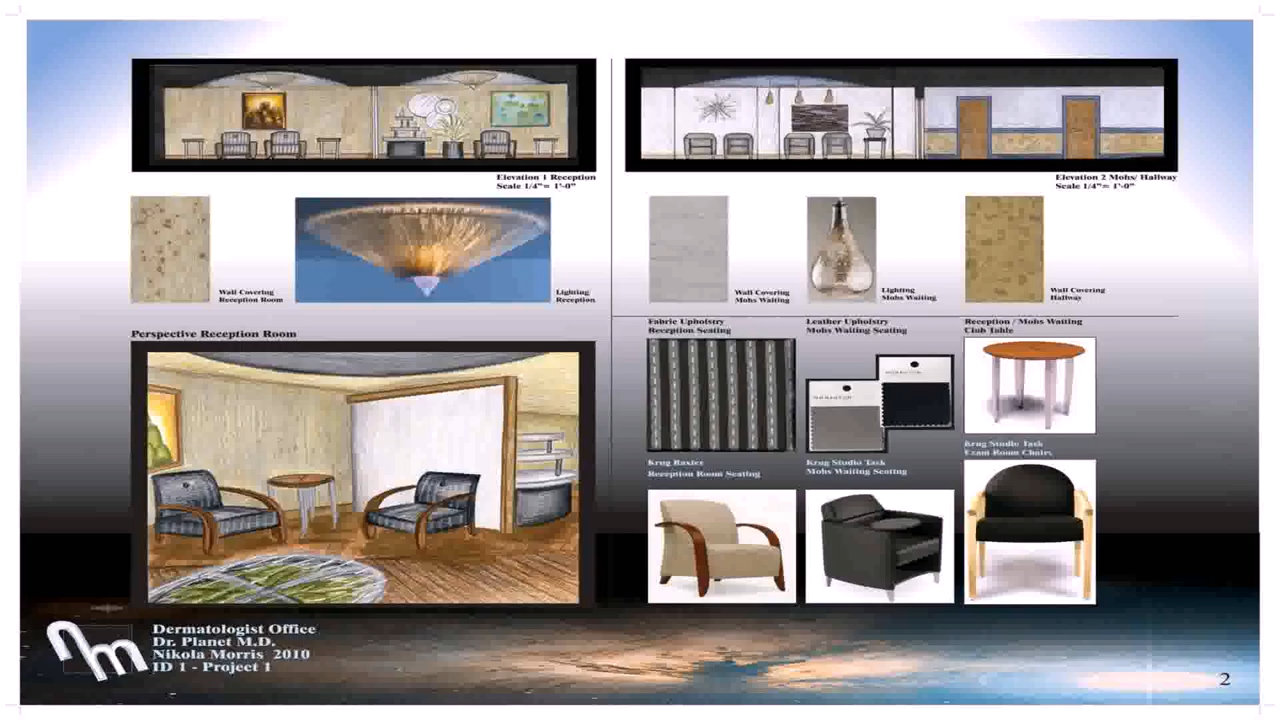 Elevation 1 Reception
Scale 1/4"= 1'-0"
Elevation 2 Mohs/ Hallway
Scale 1/4"= 1'-0"
Wall Covering
Reception Room
Lighting
Reception
Wall Covering
Mohs Waiting
Lighting
Mohs Waiting
Wall Covering
Hallway
Perspective Reception Room
Fabric Upholstry
Reception Seating
Leather Upholstry
Mohs Waiting Seating
Reception / Mohs Waiting
Club Table
Krug Studio Task
Exam Room Chairs
Krug
Reception Room Seating
Krug Studio Task
Mohs Waiting Seating
nm
Dermatologist Office
Dr. Planet M.D.
Nikola Morris 2010
ID 1 - Project 1
2